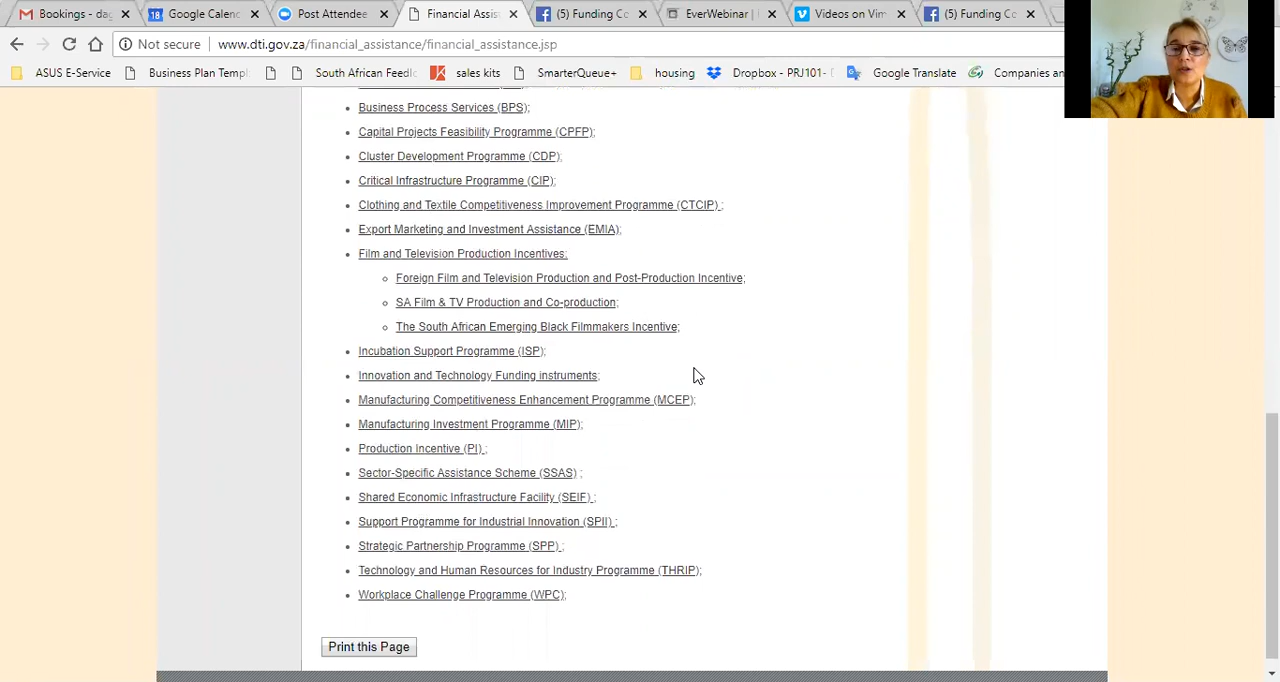 Bookings - dag
Google Calenc
Post Attendee
Financial Assis
(5) Funding Co
EverWebinar |
Videos on Vim
(5) Funding Co
Not secure | www.dti.gov.za/financial_assistance/financial_assistance.jsp
ASUS E-Service
Business Plan Templ
South African Feedl
sales kits
SmarterQueue+
housing
Dropbox - PRJ101-
Google Translate
Companies an
Business Process Services (BPS);
Capital Projects Feasibility Programme (CPFP);
Cluster Development Programme (CDP);
Critical Infrastructure Programme (CIP);
Clothing and Textile Competitiveness Improvement Programme (CTCIP) ;
Export Marketing and Investment Assistance (EMIA);
Film and Television Production Incentives:
Foreign Film and Television Production and Post-Production Incentive;
SA Film & TV Production and Co-production;
The South African Emerging Black Filmmakers Incentive;
Incubation Support Programme (ISP);
Innovation and Technology Funding instruments;
Manufacturing Competitiveness Enhancement Programme (MCEP);
Manufacturing Investment Programme (MIP);
Production Incentive (PI) ;
Sector-Specific Assistance Scheme (SSAS) ;
Shared Economic Infrastructure Facility (SEIF) ;
Support Programme for Industrial Innovation (SPII) ;
Strategic Partnership Programme (SPP) ;
Technology and Human Resources for Industry Programme (THRIP);
Workplace Challenge Programme (WPC);
Print this Page